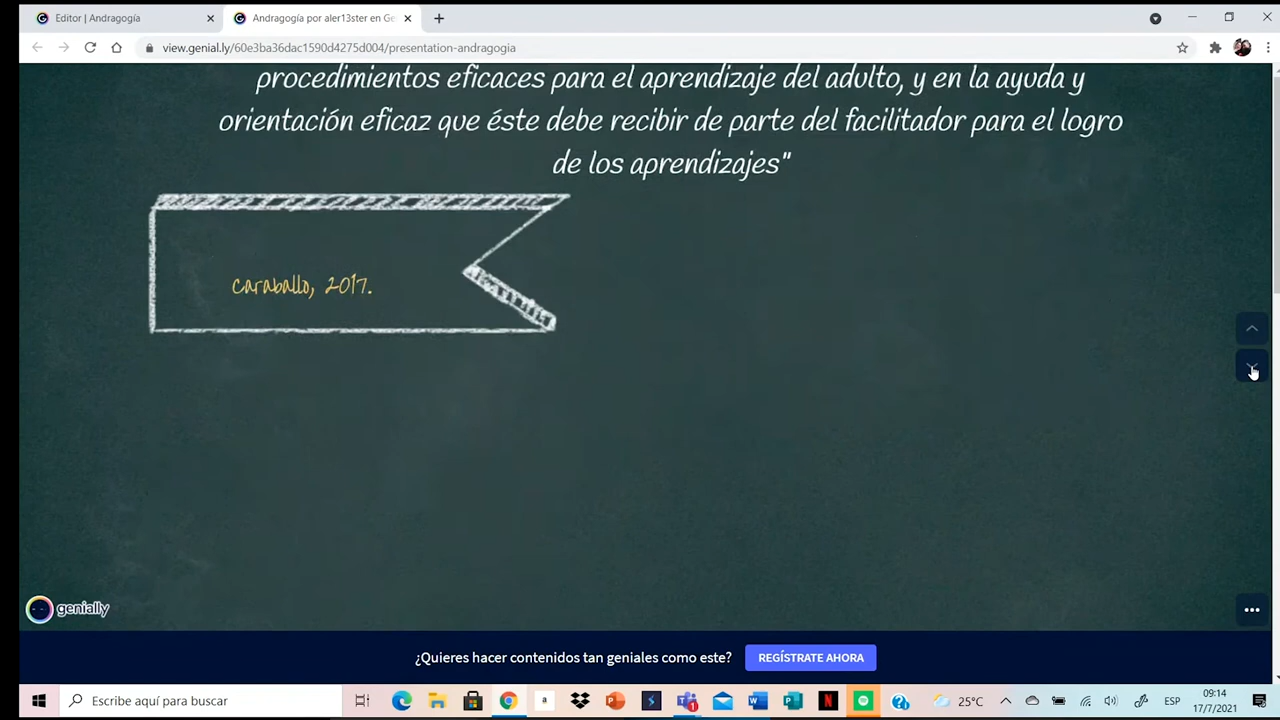 Editor | Andragogía
Andragogía por aler13ster en Ge
view.genial.ly/60e3ba36dac1590d4275d004/presentation-andragogia
procedimientos eficaces para el aprendizaje del adulto, y en la ayuda y
orientación eficaz que éste debe recibir de parte del facilitador para el logro
de los aprendizajes"
Caraballo, 2017.
genially
¿Quieres hacer contenidos tan geniales como este?
REGÍSTRATE AHORA
Escribe aquí para buscar
25°C
ESP
09:14
17/7/2021